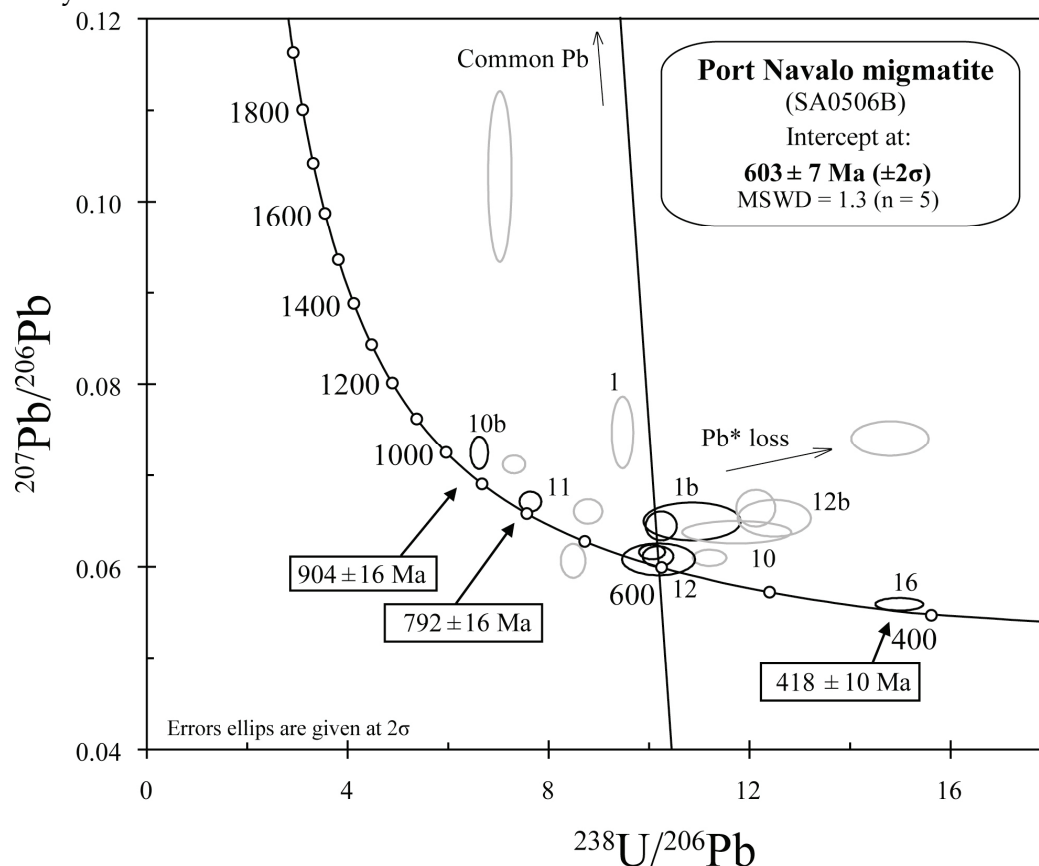 y
0.12
Common Pb
Port Navalo migmatite
(SA0506B)
Intercept at:
603 ± 7 Ma (±2σ)
MSWD = 1.3 (n = 5)
1800
0.10
1600
1400
0.08
1200
1
10b
1000
Pb* loss
11
1b
12b
10
0.06
904 ± 16 Ma
600
12
16
792 ± 16 Ma
400
418 ± 10 Ma
Errors ellips are given at 2σ
0.04
0
4
8
12
16
207Pb/206Pb
238U/206Pb